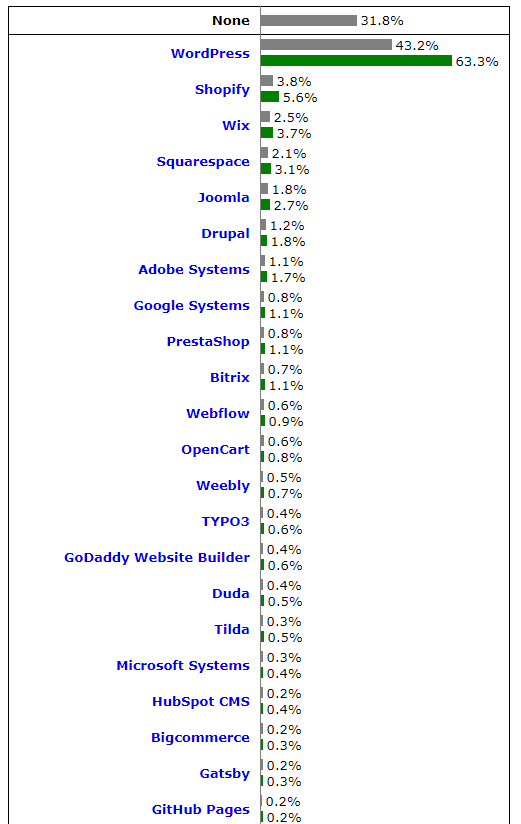 None 31.8%
WordPress 43.2%
63.3%
Shopify 3.8%
5.6%
Wix 2.5%
3.7%
Squarespace 2.1%
3.1%
Joomla 1.8%
2.7%
Drupal 1.2%
1.8%
Adobe Systems 1.1%
1.7%
Google Systems 0.8%
1.1%
PrestaShop 0.8%
1.1%
Bitrix 0.7%
1.1%
Webflow 0.6%
0.9%
OpenCart 0.6%
0.8%
Weebly 0.5%
0.7%
TYPO3 0.4%
0.6%
GoDaddy Website Builder 0.4%
0.6%
Duda 0.4%
0.5%
Tilda 0.3%
0.5%
Microsoft Systems 0.3%
0.4%
HubSpot CMS 0.2%
0.4%
Bigcommerce 0.2%
0.3%
Gatsby 0.2%
0.3%
GitHub Pages 0.2%
0.2%